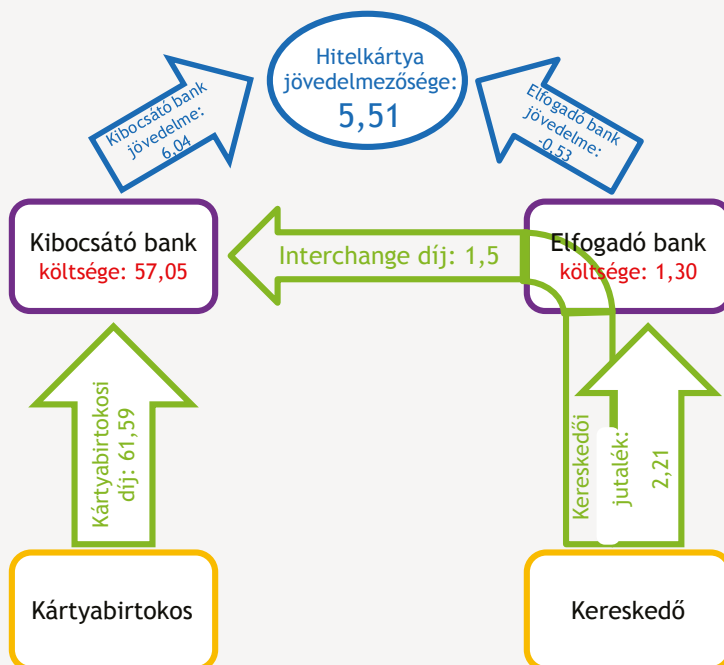 Hitelkártya
jövedelmezősége:
5,51
Kibocsátó bank
jövedelme:
6,04
Elfogadó bank
jövedelme:
-0,53
Kibocsátó bank
költsége: 57,05
Interchange díj: 1,5
Elfogadó bank
költsége: 1,30
Kártyabirtokosi
díj: 61,59
Kereskedői
jutalék:
2,21
Kártyabirtokos
Kereskedő